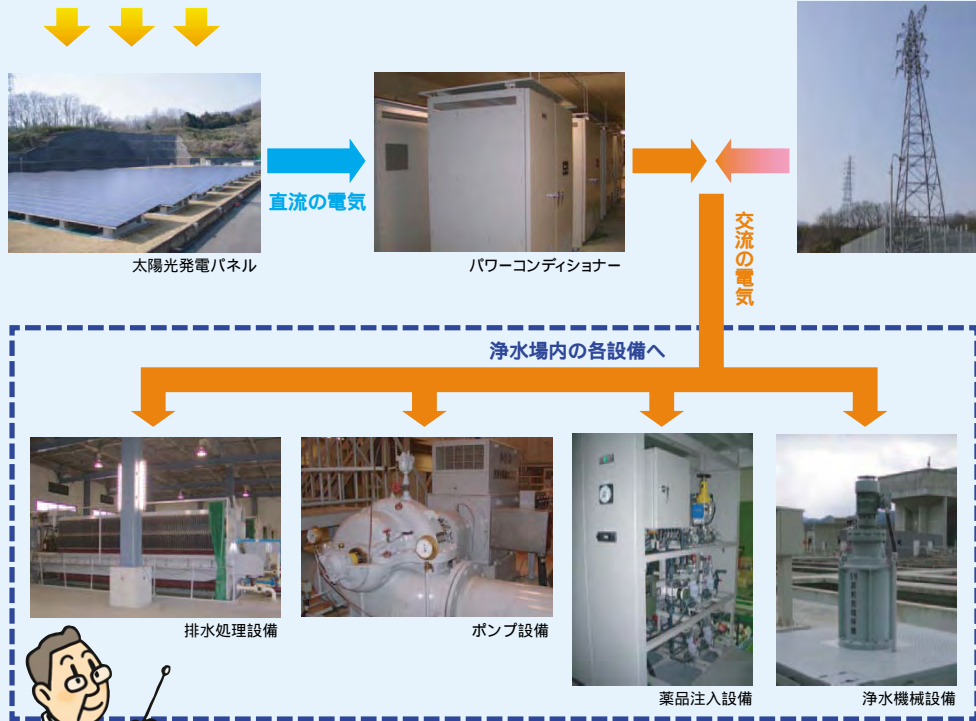 直流の電気
太陽光発電パネル
パワーコンディショナー
交流の電気
浄水場内の各設備へ
排水処理設備
ポンプ設備
薬品注入設備
浄水機械設備